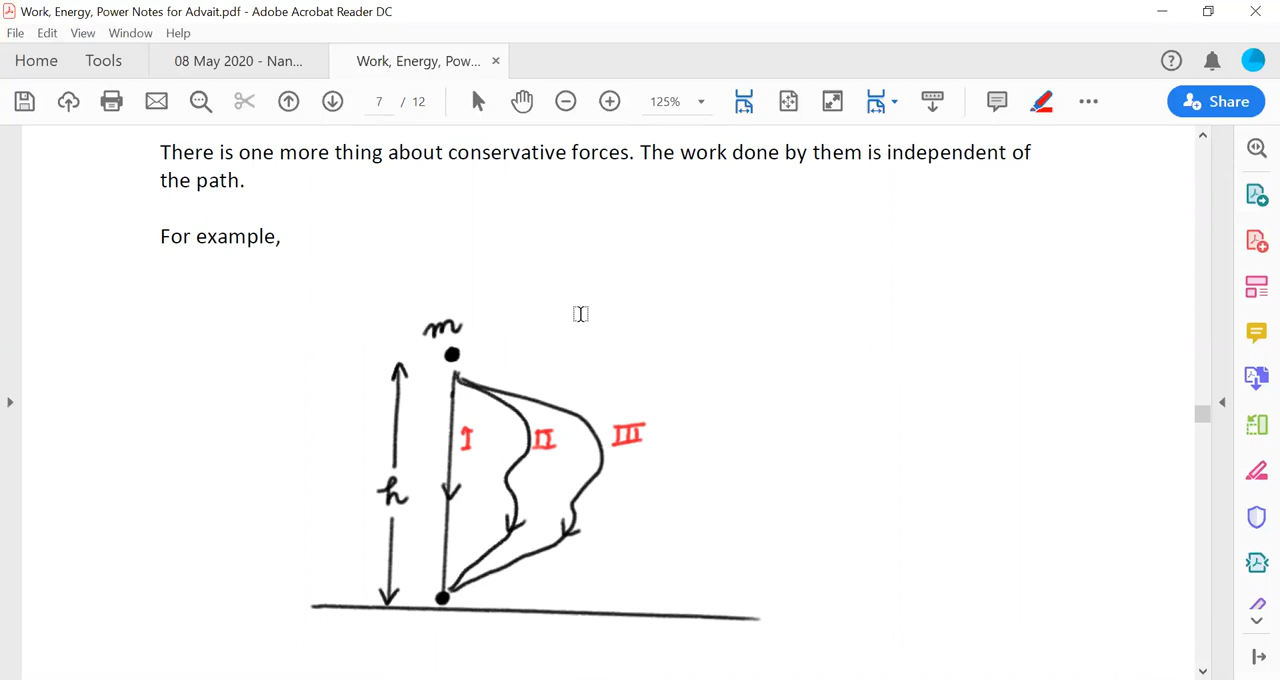 Work, Energy, Power Notes for Advait.pdf - Adobe Acrobat Reader DC
File Edit View Window Help
Home Tools 08 May 2020 - Nan... Work, Energy, Pow... ×
7 / 12 125% Share
There is one more thing about conservative forces. The work done by them is independent of
the path.
For example,
m
I II III
h